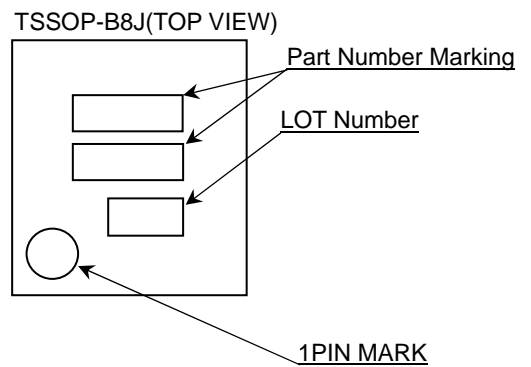 TSSOP-B8J(TOP VIEW)
Part Number Marking
LOT Number
1PIN MARK